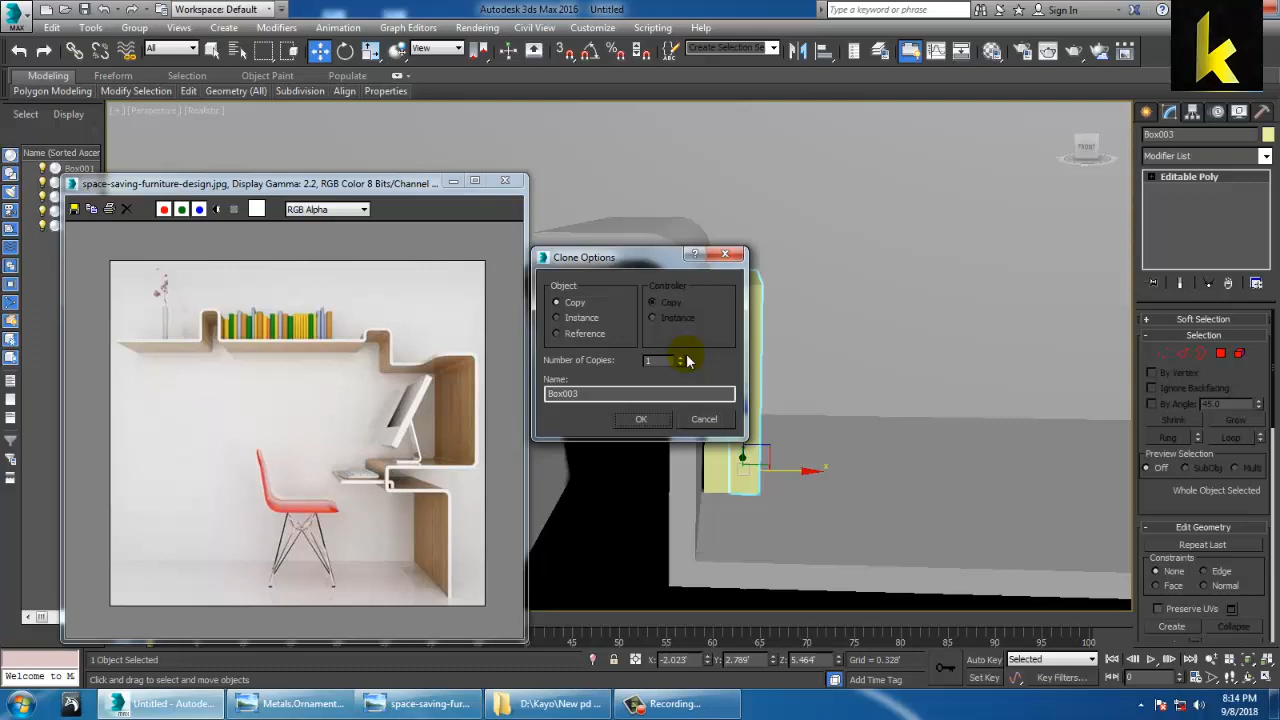 MAX
Workspace: Default
Autodesk 3ds Max 2016 Untitled
Type a keyword or phrase
Sign In
Edit Tools Group Views Create Modifiers Animation Graph Editors Rendering Civil View Customize Scripting Help
All
View
Create Selection Se
Modeling Freeform Selection Object Paint Populate
Polygon Modeling Modify Selection Edit Geometry (All) Subdivision Align Properties
Select Display
Name (Sorted Ascen
Box001
[+] [Perspective] [Realistic]
FRONT
Box003
Modifier List
Editable Poly
space-saving-furniture-design.jpg, Display Gamma: 2.2, RGB Color 8 Bits/Channel ...
RGB Alpha
Clone Options
Object
Copy
Instance
Reference
Controller
Copy
Instance
Number of Copies: 1
Name:
Box003
OK Cancel
x
Soft Selection
Selection
By Vertex
Ignore Backfacing
By Angle: 45.0
Shrink Grow
Ring Loop
Preview Selection
Off SubObj Multi
Whole Object Selected
Edit Geometry
Repeat Last
Constraints
None Edge
Face Normal
Preserve UVs
Create Collapse
45 50 55 60 65 70 75 80 85 90 95 100
1 Object Selected
X: -2.023' Y: 2.789' Z: 5.464' Grid = 0.328'
Auto Key Selected
Welcome to M
Click and drag to select and move objects
Add Time Tag
Set Key Key Filters...
0
Untitled - Autode...
Metals.Ornament...
space-saving-fur...
D:\Kayo\New pd ...
Recording...
8:14 PM
9/8/2018